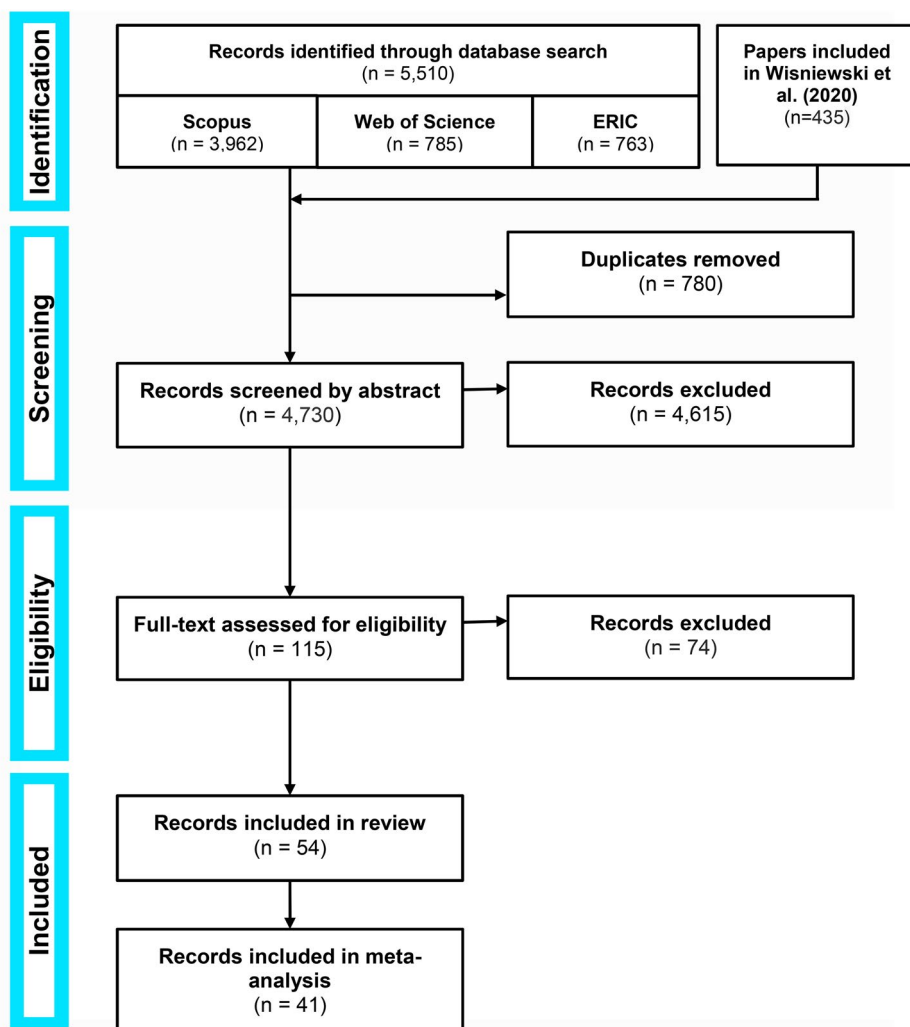 Identification
Records identified through database search
(n = 5,510)
Scopus
(n = 3,962)
Web of Science
(n = 785)
ERIC
(n = 763)
Papers included
in Wisniewski et
al. (2020)
(n=435)
Screening
Duplicates removed
(n = 780)
Records screened by abstract
(n = 4,730)
Records excluded
(n = 4,615)
Eligibility
Full-text assessed for eligibility
(n = 115)
Records excluded
(n = 74)
Included
Records included in review
(n = 54)
Records included in meta-
analysis
(n = 41)